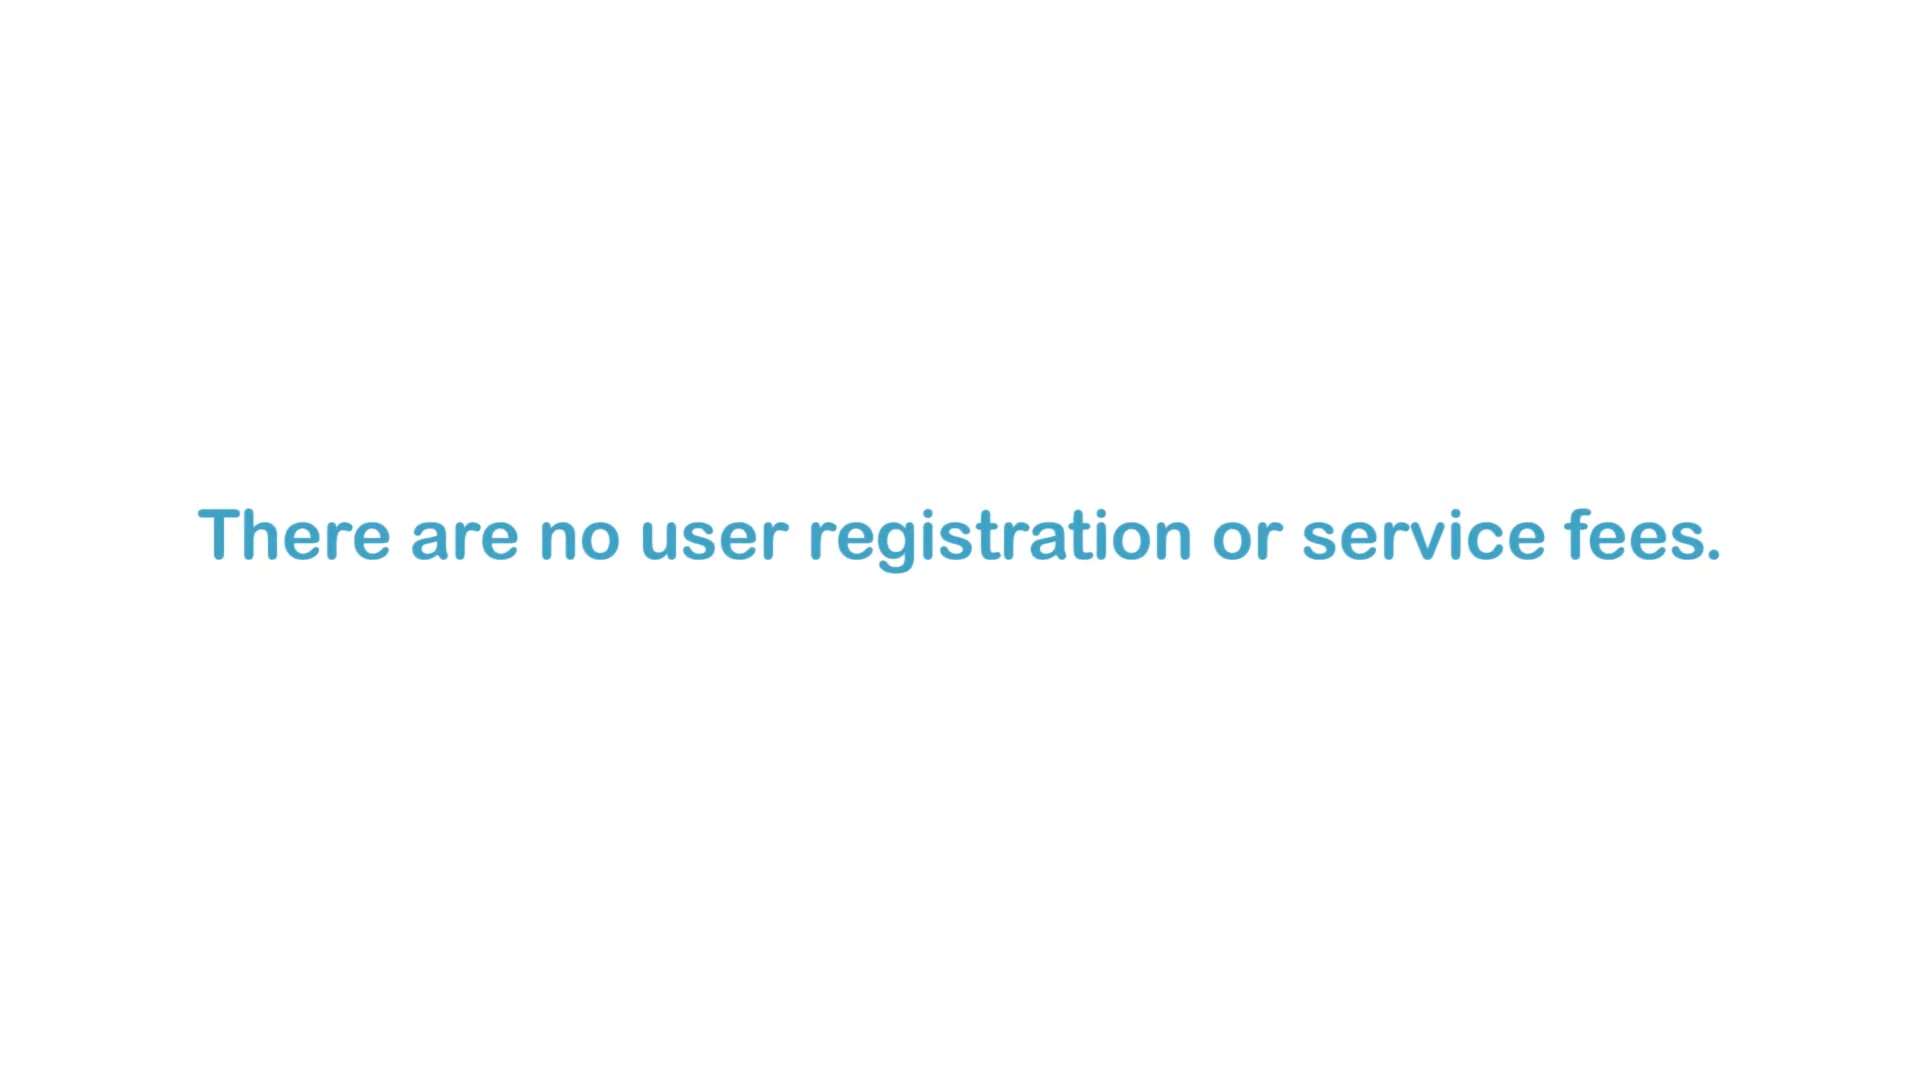 There are no user registration or service fees.